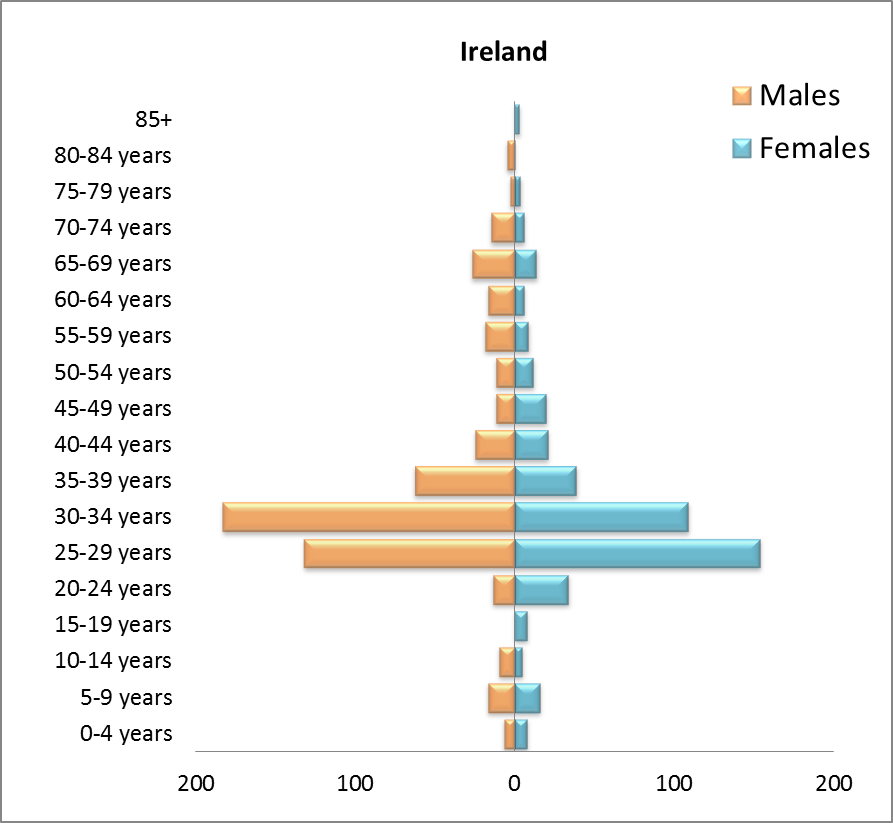 Ireland
Males
Females
85+
80-84 years
75-79 years
70-74 years
65-69 years
60-64 years
55-59 years
50-54 years
45-49 years
40-44 years
35-39 years
30-34 years
25-29 years
20-24 years
15-19 years
10-14 years
5-9 years
0-4 years
200 100 0 100 200